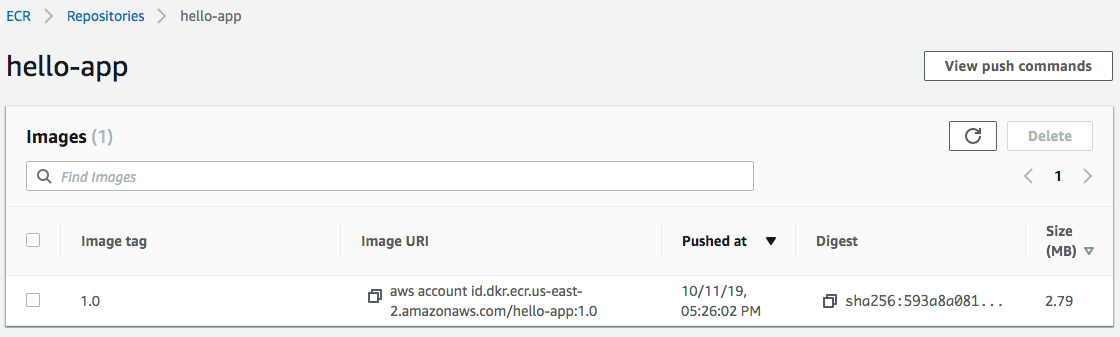 ECR > Repositories > hello-app
hello-app
View push commands
Images (1)
Delete
Find Images
1
Image tag
Image URI
Pushed at
Digest
Size
(MB)
1.0
aws account id.dkr.ecr.us-east-
2.amazonaws.com/hello-app:1.0
10/11/19,
05:26:02 PM
sha256:593a8a081...
2.79